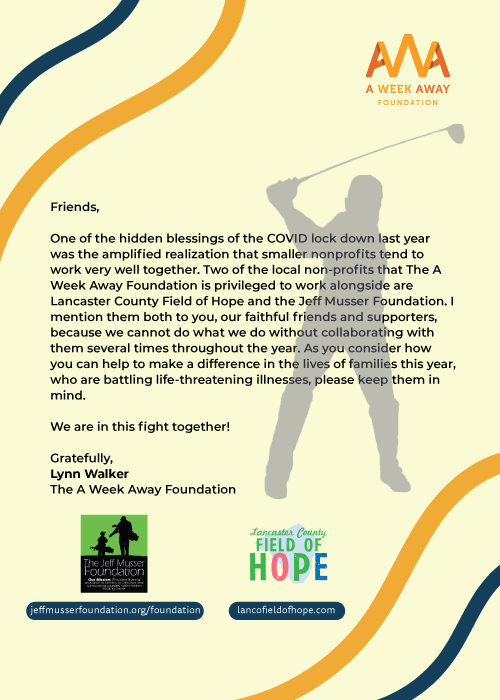 A WEEK AWAY
FOUNDATION
Friends,
One of the hidden blessings of the COVID lock down last year
was the amplified realization that smaller nonprofits tend to
work very well together. Two of the local non-profits that The A
Week Away Foundation is privileged to work alongside are
Lancaster County Field of Hope and the Jeff Musser Foundation. I
mention them both to you, our faithful friends and supporters,
because we cannot do what we do without collaborating with
them several times throughout the year. As you consider how
you can help to make a difference in the lives of families this year,
who are battling life-threatening illnesses, please keep them in
mind.
We are in this fight together!
Gratefully,
Lynn Walker
The A Week Away Foundation
The Jeff Musser
Foundation
Our Mission:
Lancaster County
FIELD OF
HOPE
jeffmusserfoundation.org/foundation
lancofieldofhope.com